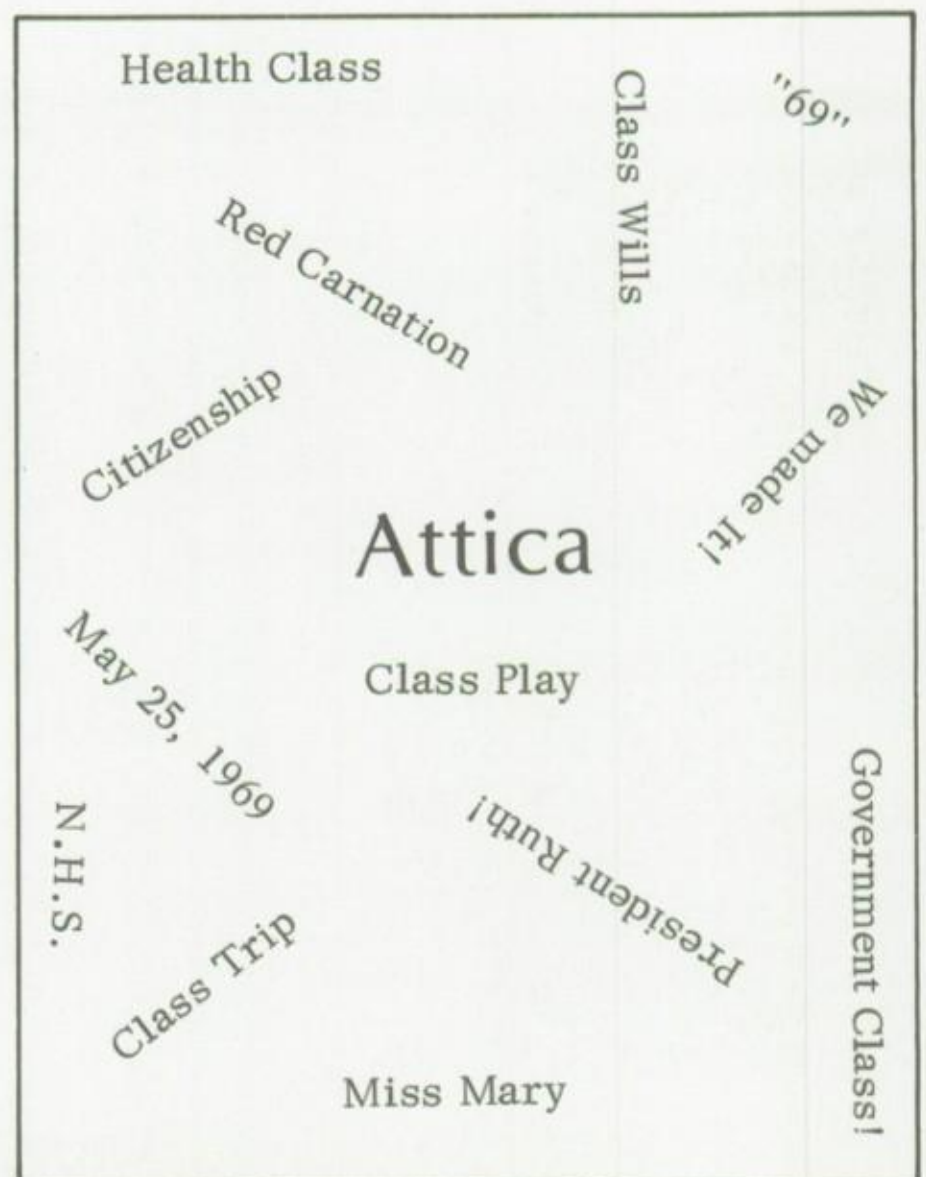 Health Class
Class Wills
"69"
Red Carnation
Citizenship
We made It!
Attica
May 25, 1969
Class Play
President Ruth!
Government Class!
N.H.S.
Class Trip
Miss Mary